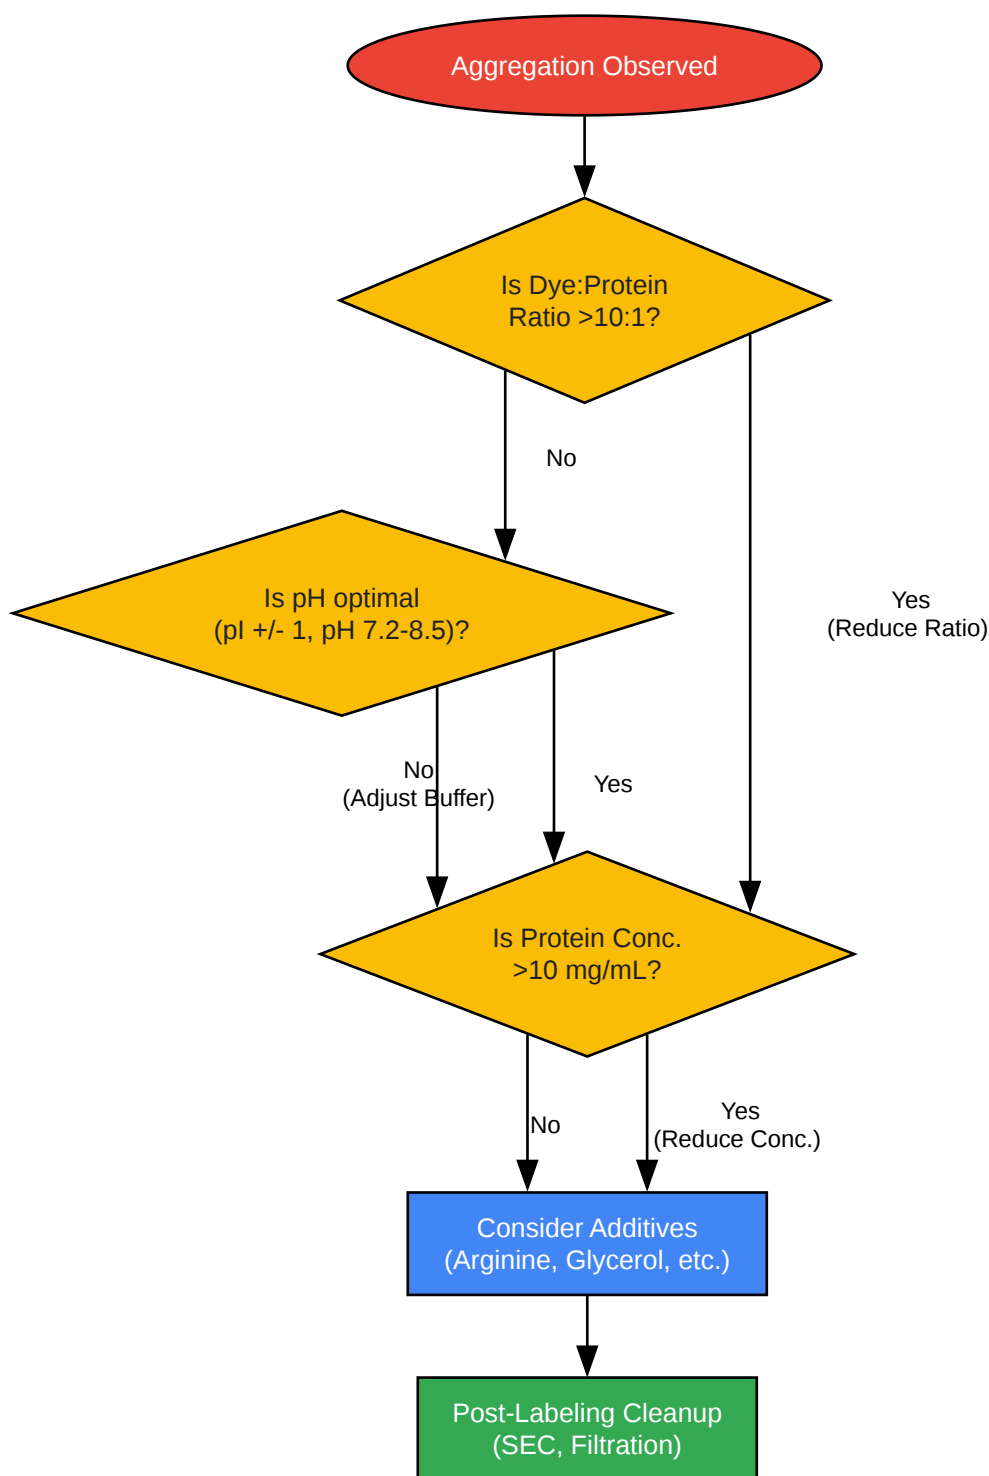 Aggregation Observed
Is Dye:Protein
Ratio >10:1?
No
Is pH optimal
(pI +/- 1, pH 7.2-8.5)?
Yes
(Reduce Ratio)
No
(Adjust Buffer)
Yes
Is Protein Conc.
>10 mg/mL?
No
Yes
(Reduce Conc.)
Consider Additives
(Arginine, Glycerol, etc.)
Post-Labeling Cleanup
(SEC, Filtration)